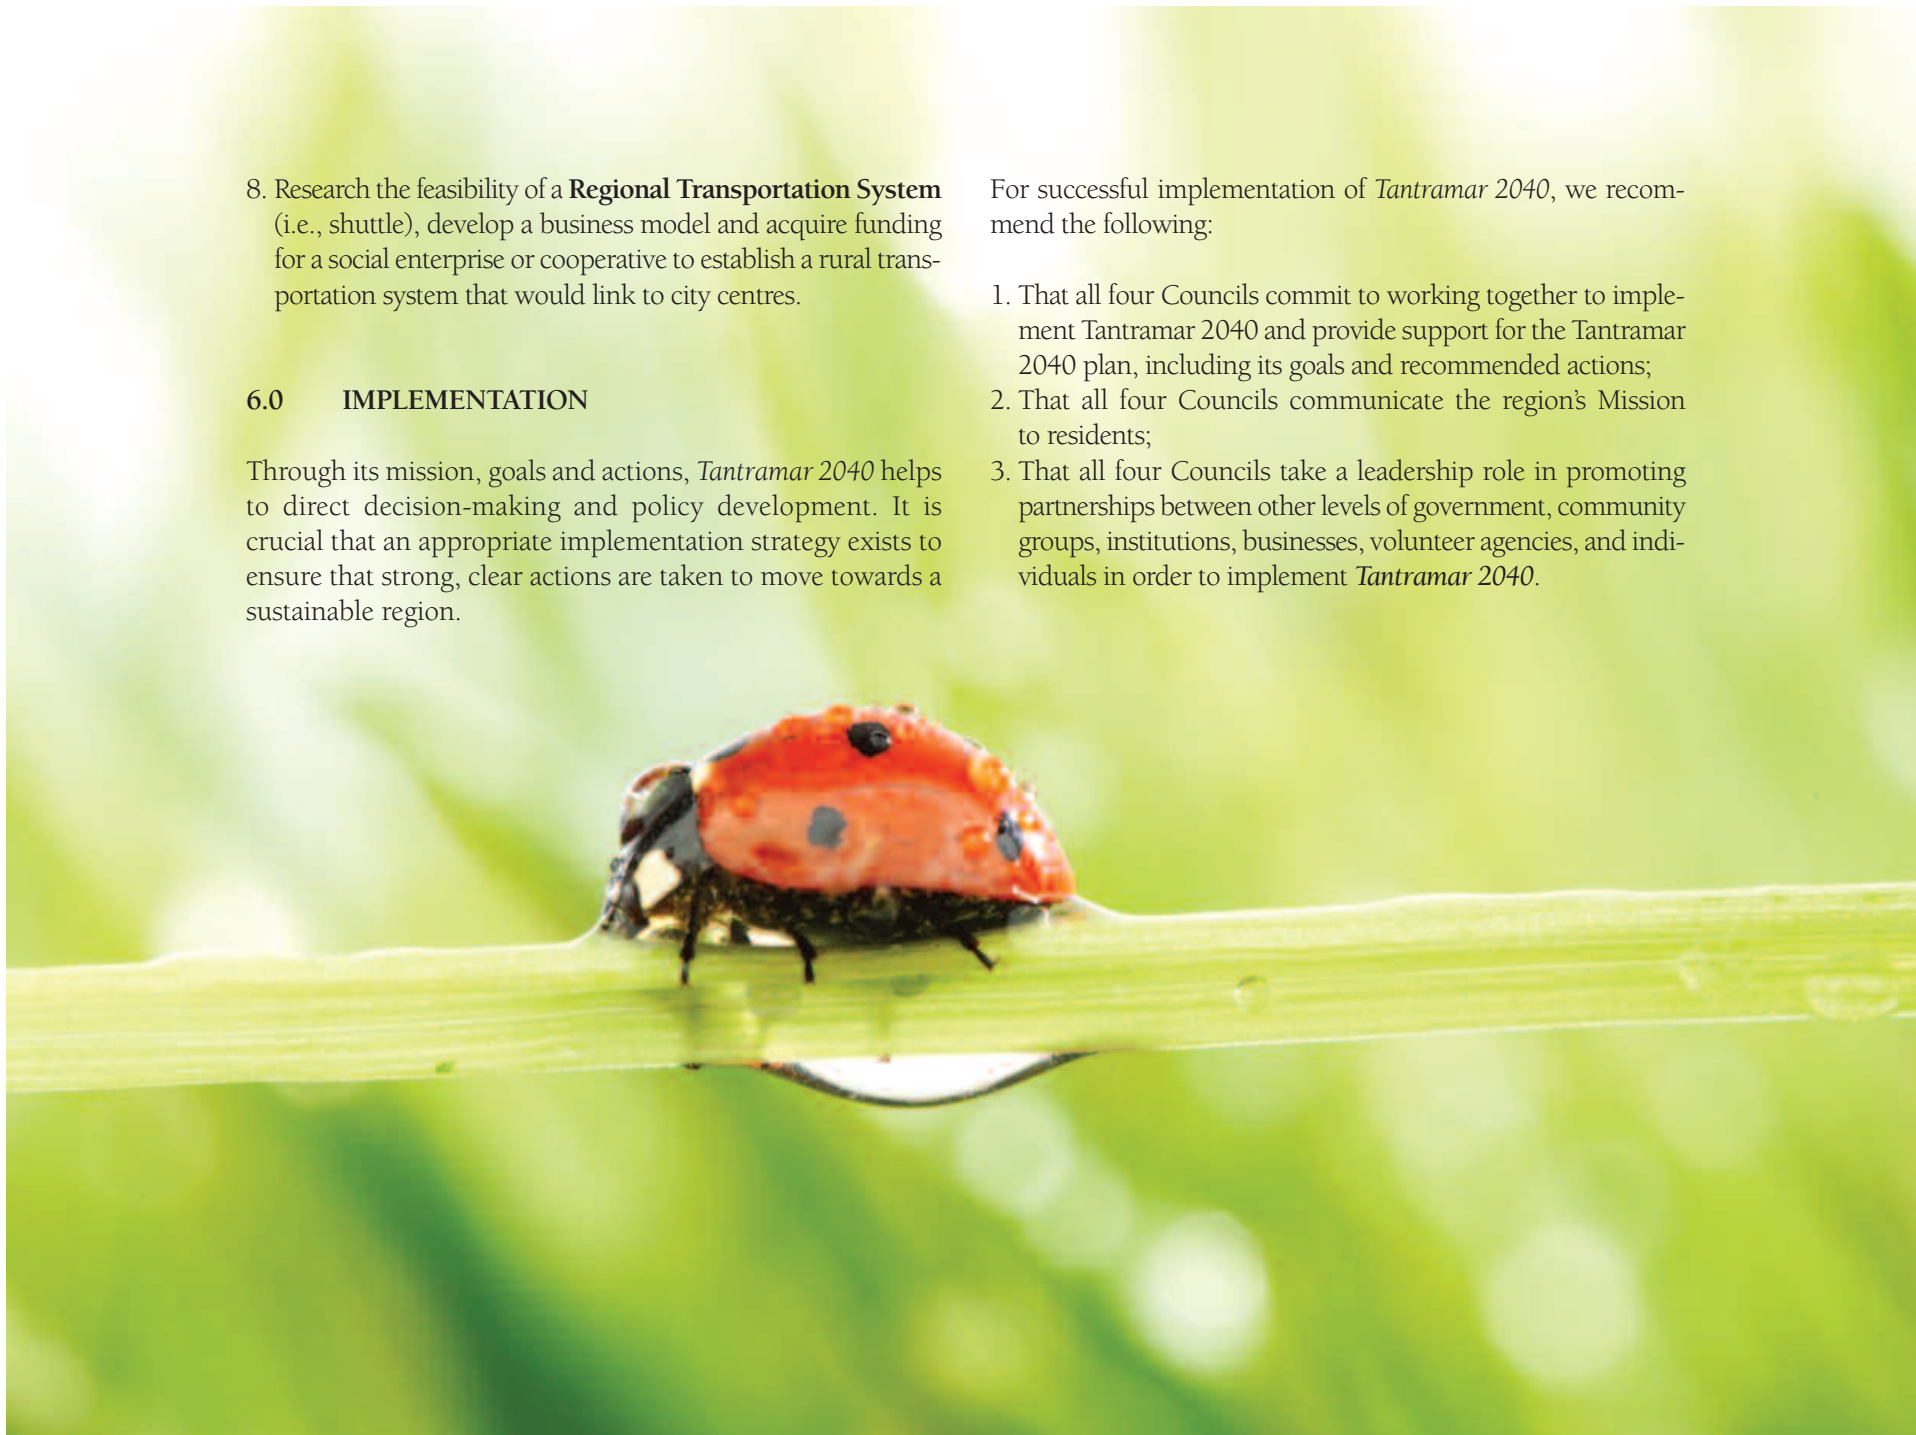 8. Research the feasibility of a Regional Transportation System
(i.e., shuttle), develop a business model and acquire funding
for a social enterprise or cooperative to establish a rural trans-
portation system that would link to city centres.
6.0 IMPLEMENTATION
Through its mission, goals and actions, Tantramar 2040 helps
to direct decision-making and policy development. It is
crucial that an appropriate implementation strategy exists to
ensure that strong, clear actions are taken to move towards a
sustainable region.
For successful implementation of Tantramar 2040, we recom-
mend the following:
1. That all four Councils commit to working together to imple-
ment Tantramar 2040 and provide support for the Tantramar
2040 plan, including its goals and recommended actions;
2. That all four Councils communicate the region's Mission
to residents;
3. That all four Councils take a leadership role in promoting
partnerships between other levels of government, community
groups, institutions, businesses, volunteer agencies, and indi-
viduals in order to implement Tantramar 2040.